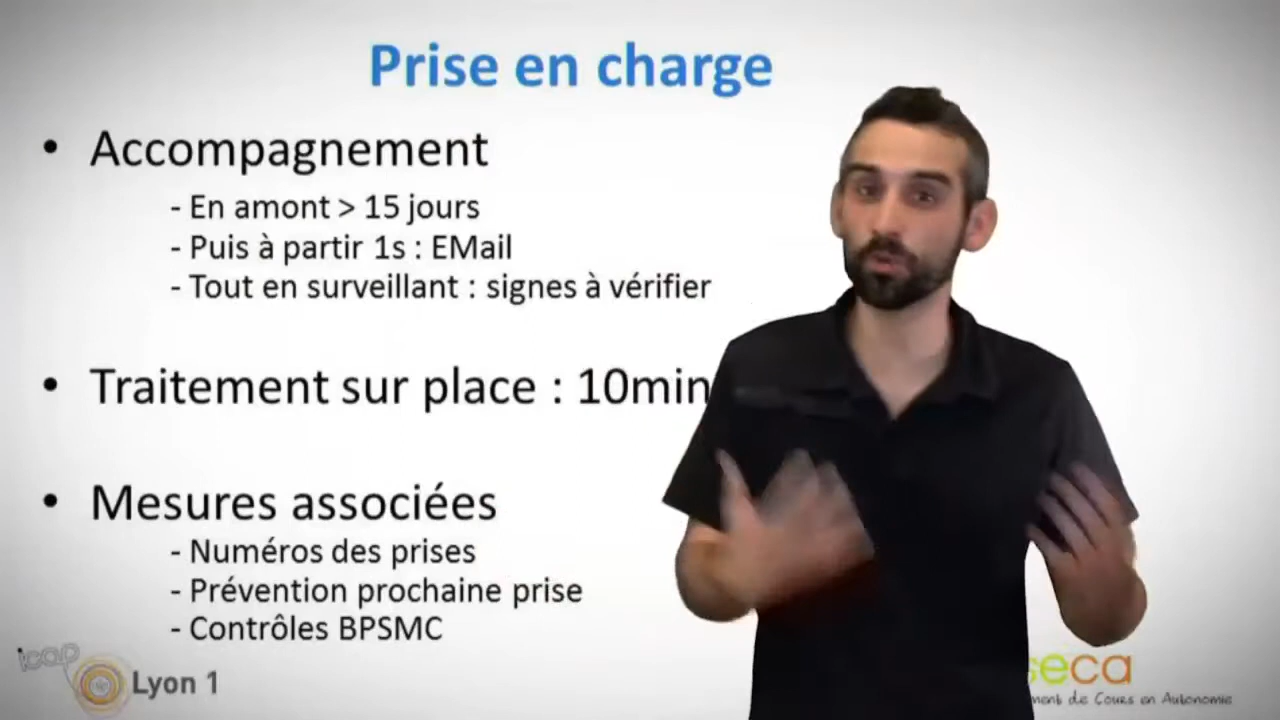 Prise en charge
• Accompagnement
- En amont > 15 jours
- Puis à partir 1s : EMail
- Tout en surveillant : signes à vérifier
• Traitement sur place : 10min
• Mesures associées
- Numéros des prises
- Prévention prochaine prise
- Contrôles BPSMC
icap
Lyon 1
seca
ment de Cours en Autonomie